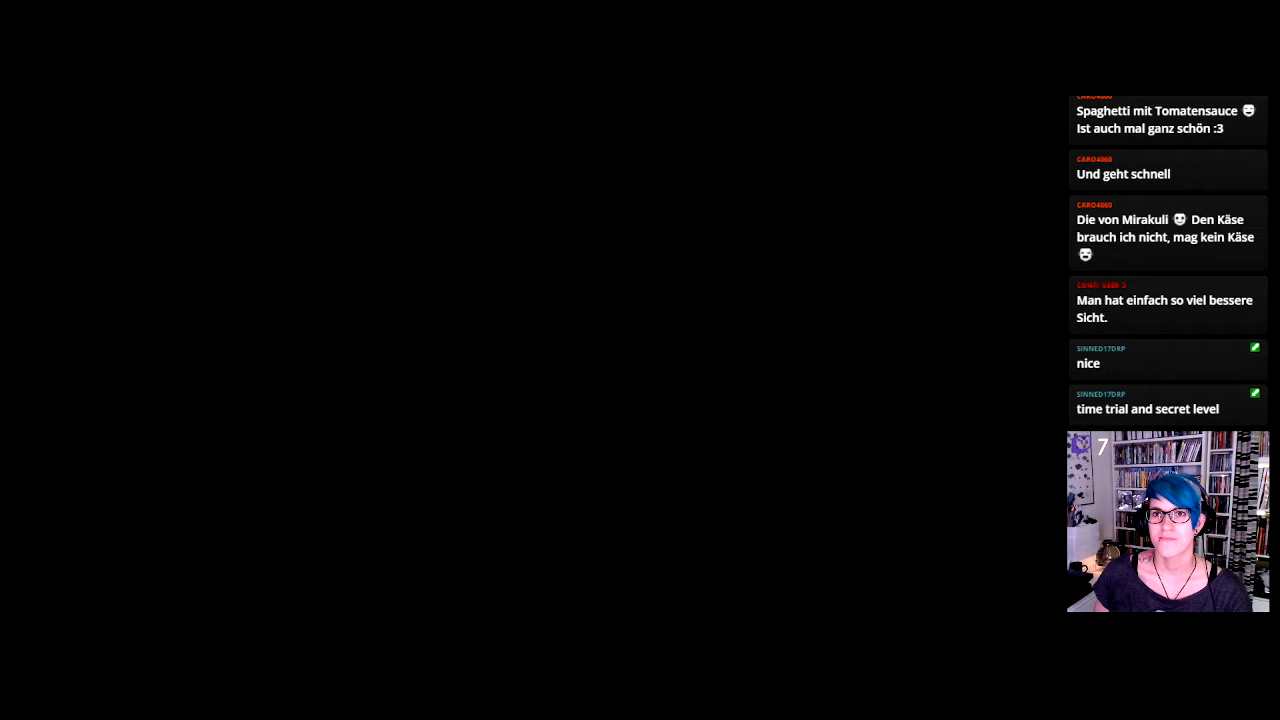 CARO4060
Spaghetti mit Tomatensauce
Ist auch mal ganz schön :3
CARO4060
Und geht schnell
CARO4060
Die von Mirakuli Den Käse
brauch ich nicht, mag kein Käse
Man hat einfach so viel bessere
Sicht.
SINNED17DRP
nice
SINNED17DRP
time trial and secret level
7